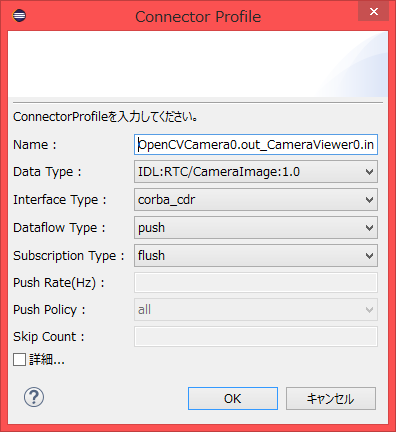 Connector Profile
ConnectorProfileを入力してください。
Name : OpenCVCamera0.out_CameraViewer0.in
Data Type : IDL:RTC/CameraImage:1.0
Interface Type : corba_cdr
Dataflow Type : push
Subscription Type : flush
Push Rate(Hz) :
Push Policy : all
Skip Count :
詳細...
? OK キャンセル